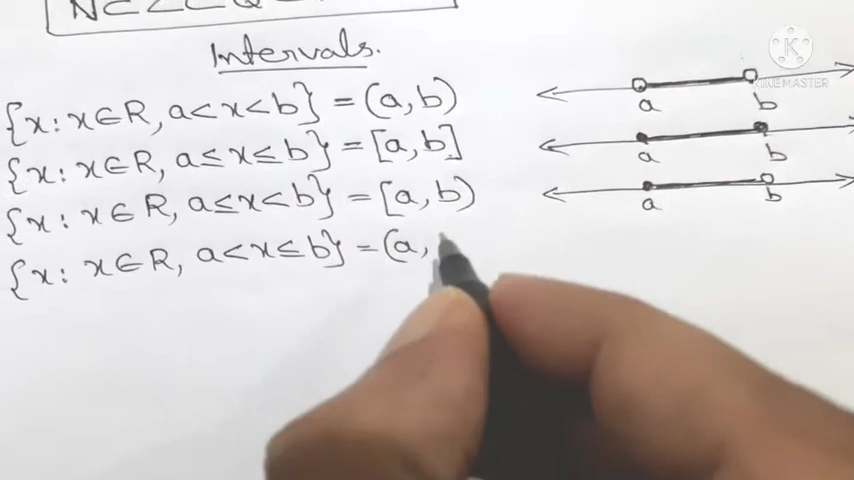 Intervals.
{x: x∈R, a<x<b} = (a,b)
{x: x∈R, a≤x≤b} = [a,b]
{x: x∈R, a≤x<b} = [a,b)
{x: x∈R, a<x≤b} = (a,
a b
a b
a b
K
KINEMASTER